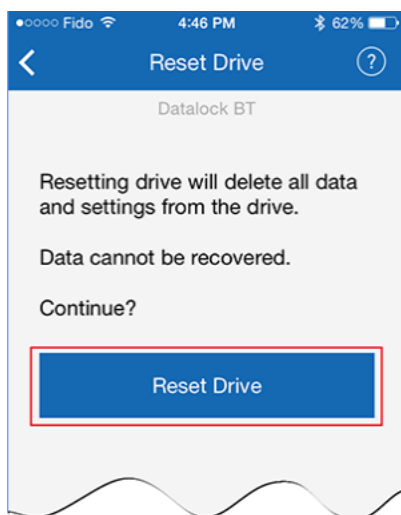 Fido 4:46 PM 62%
Reset Drive ?
Datalock BT
Resetting drive will delete all data
and settings from the drive.
Data cannot be recovered.
Continue?
Reset Drive